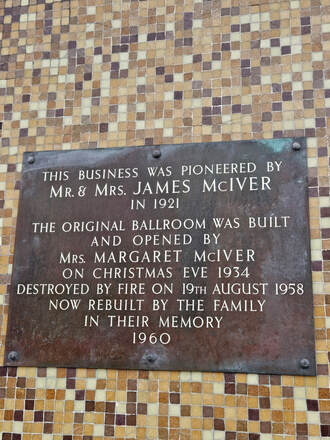 THIS BUSINESS WAS PIONEERED BY
MR. & MRS. JAMES McIVER
IN 1921
THE ORIGINAL BALLROOM WAS BUILT
AND OPENED BY
MRS. MARGARET McIVER
ON CHRISTMAS EVE 1934
DESTROYED BY FIRE ON 19TH AUGUST 1958
NOW REBUILT BY THE FAMILY
IN THEIR MEMORY
1960